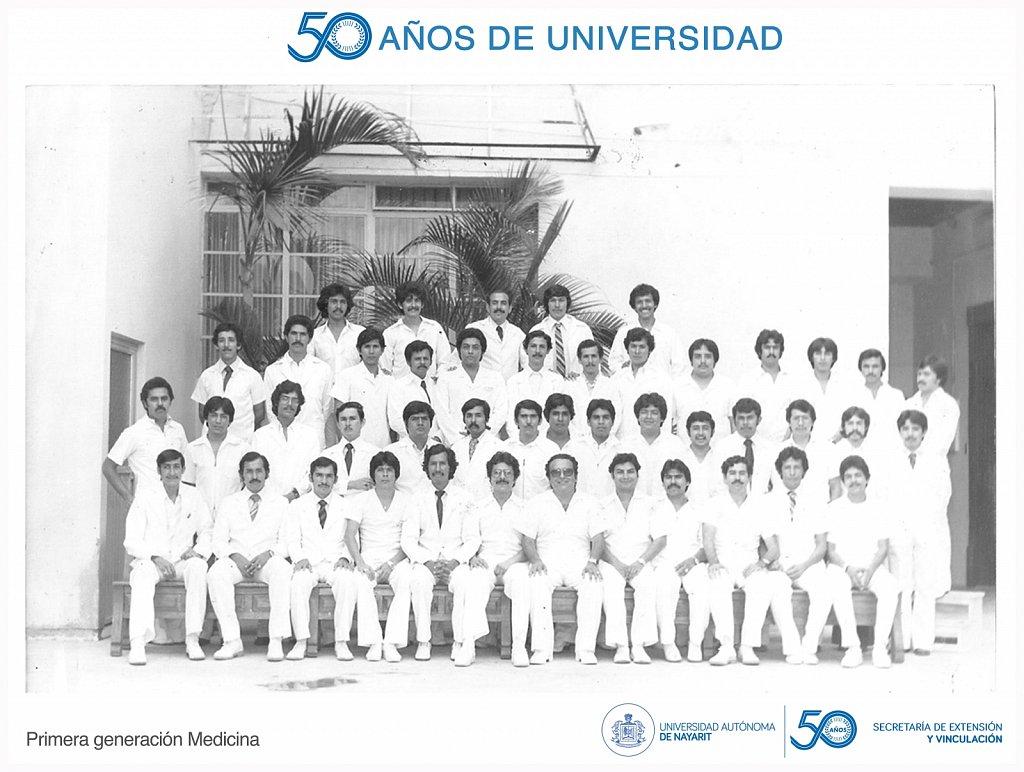 50 AÑOS DE UNIVERSIDAD
Primera generación Medicina
UNIVERSIDAD AUTÓNOMA
DE NAYARIT
50
AÑOS
SECRETARÍA DE EXTENSIÓN
Y VINCULACIÓN